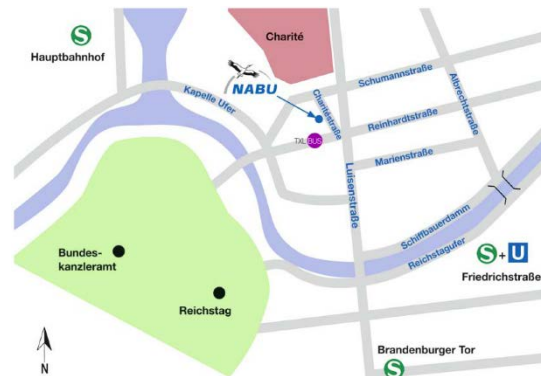 S
Hauptbahnhof
Charité
NABU
Kapelle Ufer
Charitéstraße
Schumannstraße
Albrechtstraße
TXL BUS
Reinhardtstraße
Marienstraße
Luisenstraße
Schiffbauerdamm
Reichstagufer
Bundes-
kanzleramt
Reichstag
S + U
Friedrichstraße
N
Brandenburger Tor
S